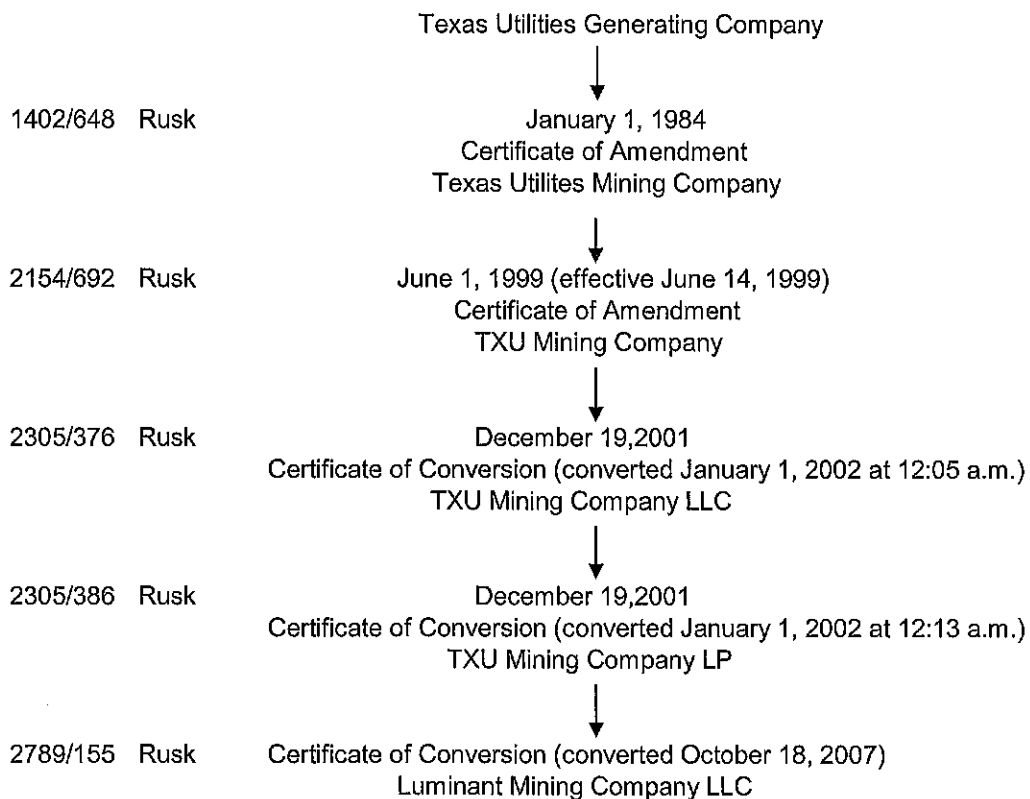 Texas Utilities Generating Company
1402/648 Rusk January 1, 1984
Certificate of Amendment
Texas Utilites Mining Company
2154/692 Rusk June 1, 1999 (effective June 14, 1999)
Certificate of Amendment
TXU Mining Company
2305/376 Rusk December 19,2001
Certificate of Conversion (converted January 1, 2002 at 12:05 a.m.)
TXU Mining Company LLC
2305/386 Rusk December 19,2001
Certificate of Conversion (converted January 1, 2002 at 12:13 a.m.)
TXU Mining Company LP
2789/155 Rusk Certificate of Conversion (converted October 18, 2007)
Luminant Mining Company LLC